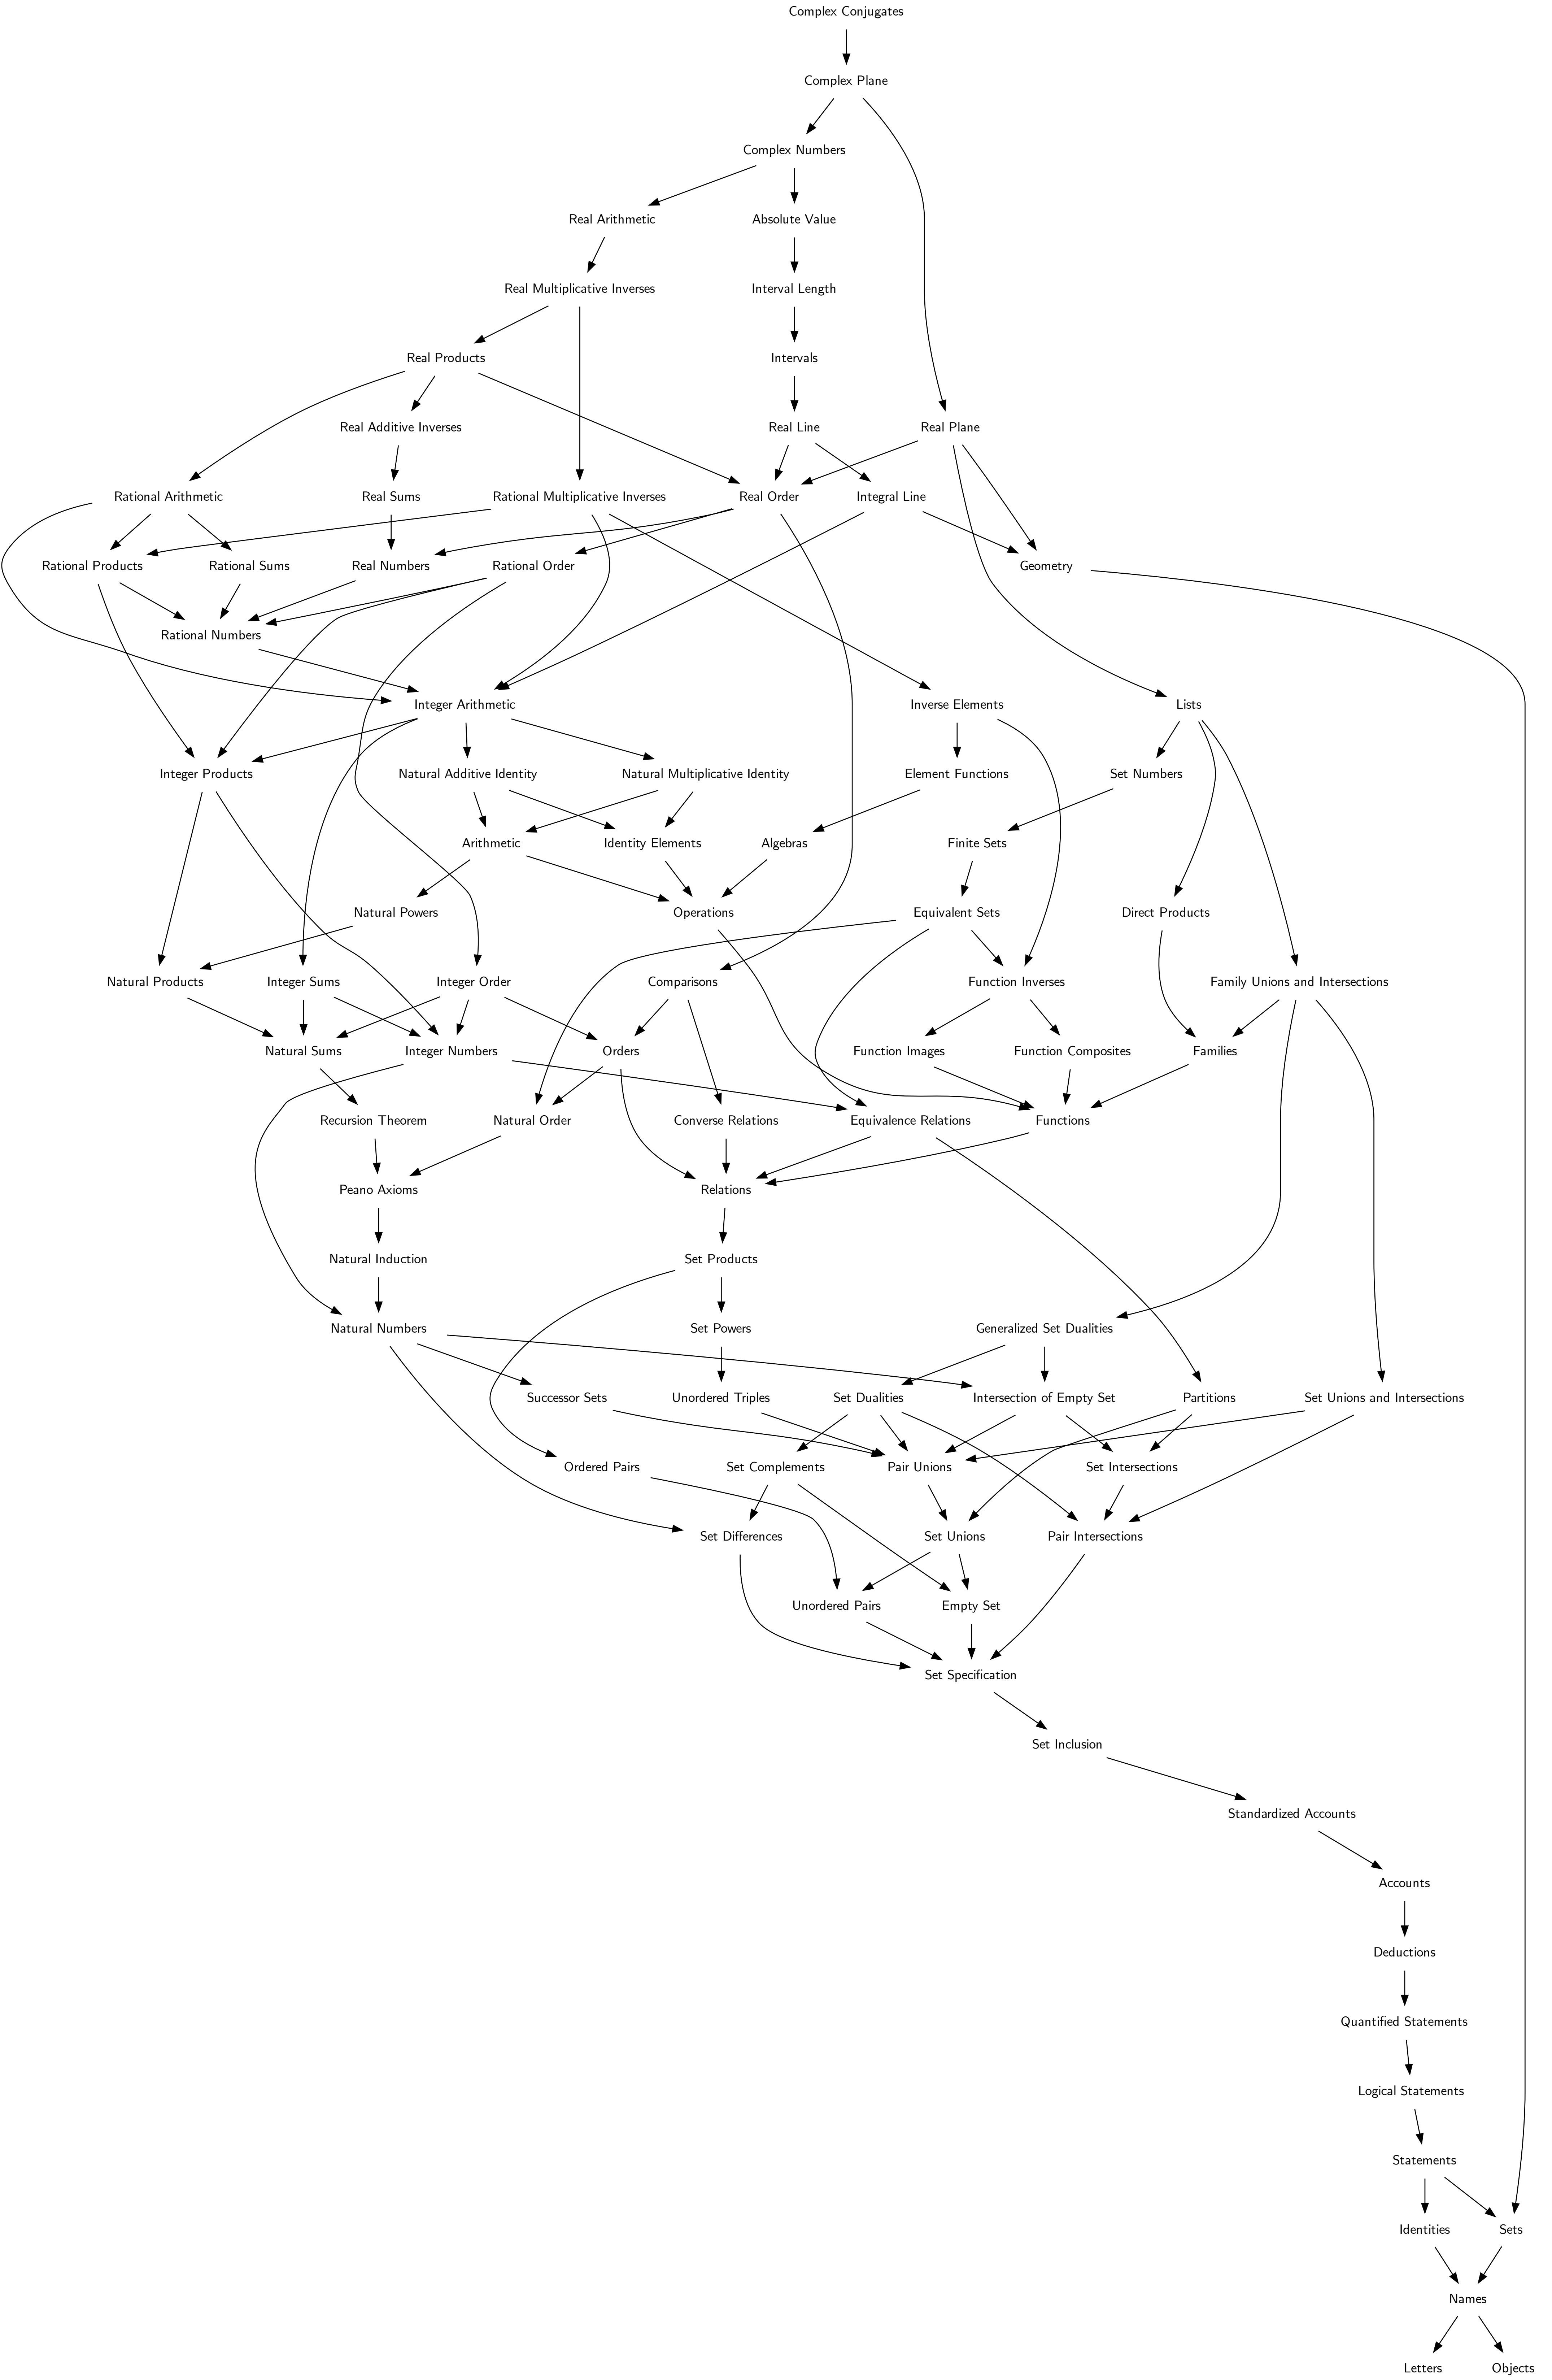 Complex Conjugates
Complex Plane
Complex Numbers
Real Arithmetic
Absolute Value
Real Multiplicative Inverses
Interval Length
Real Products
Intervals
Real Additive Inverses
Real Line
Real Plane
Rational Arithmetic
Real Sums
Rational Multiplicative Inverses
Real Order
Integral Line
Rational Products
Rational Sums
Real Numbers
Rational Order
Geometry
Rational Numbers
Integer Arithmetic
Inverse Elements
Lists
Integer Products
Natural Additive Identity
Natural Multiplicative Identity
Element Functions
Set Numbers
Arithmetic
Identity Elements
Algebras
Finite Sets
Natural Powers
Operations
Equivalent Sets
Direct Products
Natural Products
Integer Sums
Integer Order
Comparisons
Function Inverses
Family Unions and Intersections
Natural Sums
Integer Numbers
Orders
Function Images
Function Composites
Families
Recursion Theorem
Natural Order
Converse Relations
Equivalence Relations
Functions
Peano Axioms
Relations
Natural Induction
Set Products
Natural Numbers
Set Powers
Generalized Set Dualities
Successor Sets
Unordered Triples
Set Dualities
Intersection of Empty Set
Partitions
Set Unions and Intersections
Ordered Pairs
Set Complements
Pair Unions
Set Intersections
Set Differences
Set Unions
Pair Intersections
Unordered Pairs
Empty Set
Set Specification
Set Inclusion
Standardized Accounts
Accounts
Deductions
Quantified Statements
Logical Statements
Statements
Identities
Sets
Names
Letters
Objects